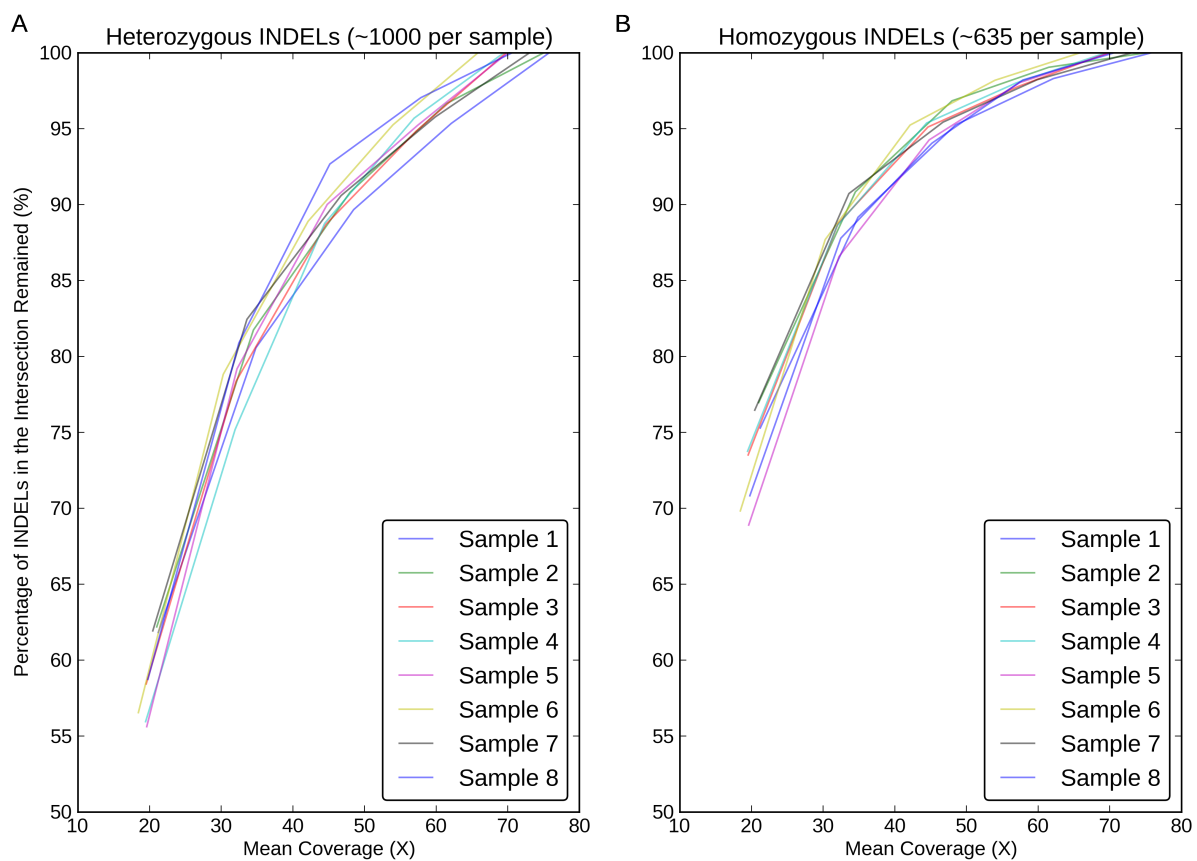 A
Heterozygous INDELs (~1000 per sample)
Percentage of INDELs in the Intersection Remained (%)
100
95
90
85
80
75
70
65
60
55
50
10 20 30 40 50 60 70 80
Mean Coverage (X)
Sample 1
Sample 2
Sample 3
Sample 4
Sample 5
Sample 6
Sample 7
Sample 8
B
Homozygous INDELs (~635 per sample)
100
95
90
85
80
75
70
65
60
55
50
10 20 30 40 50 60 70 80
Mean Coverage (X)
Sample 1
Sample 2
Sample 3
Sample 4
Sample 5
Sample 6
Sample 7
Sample 8